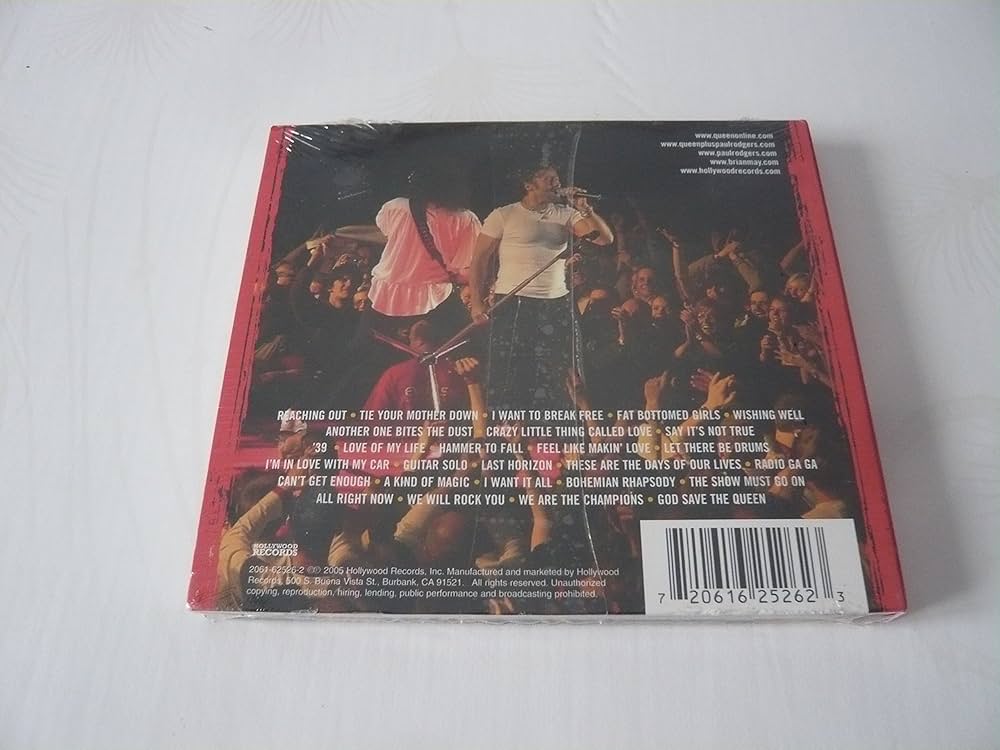 www.queenonline.com
www.queenpluspaulrodgers.com
www.paulrodgers.com
www.brianmay.com
www.hollywoodrecords.com
REACHING OUT • TIE YOUR MOTHER DOWN • I WANT TO BREAK FREE • FAT BOTTOMED GIRLS • WISHING WELL
ANOTHER ONE BITES THE DUST • CRAZY LITTLE THING CALLED LOVE • SAY IT'S NOT TRUE
'39 • LOVE OF MY LIFE • HAMMER TO FALL • FEEL LIKE MAKIN' LOVE • LET THERE BE DRUMS
I'M IN LOVE WITH MY CAR • GUITAR SOLO • LAST HORIZON • THESE ARE THE DAYS OF OUR LIVES • RADIO GA GA
CAN'T GET ENOUGH • A KIND OF MAGIC • I WANT IT ALL • BOHEMIAN RHAPSODY • THE SHOW MUST GO ON
ALL RIGHT NOW • WE WILL ROCK YOU • WE ARE THE CHAMPIONS • GOD SAVE THE QUEEN
HOLLYWOOD
RECORDS
2061-62526-2 ℗© 2005 Hollywood Records, Inc. Manufactured and marketed by Hollywood
Records, 500 S. Buena Vista St., Burbank, CA 91521. All rights reserved. Unauthorized
copying, reproduction, hiring, lending, public performance and broadcasting prohibited.
7 20616 25262 3